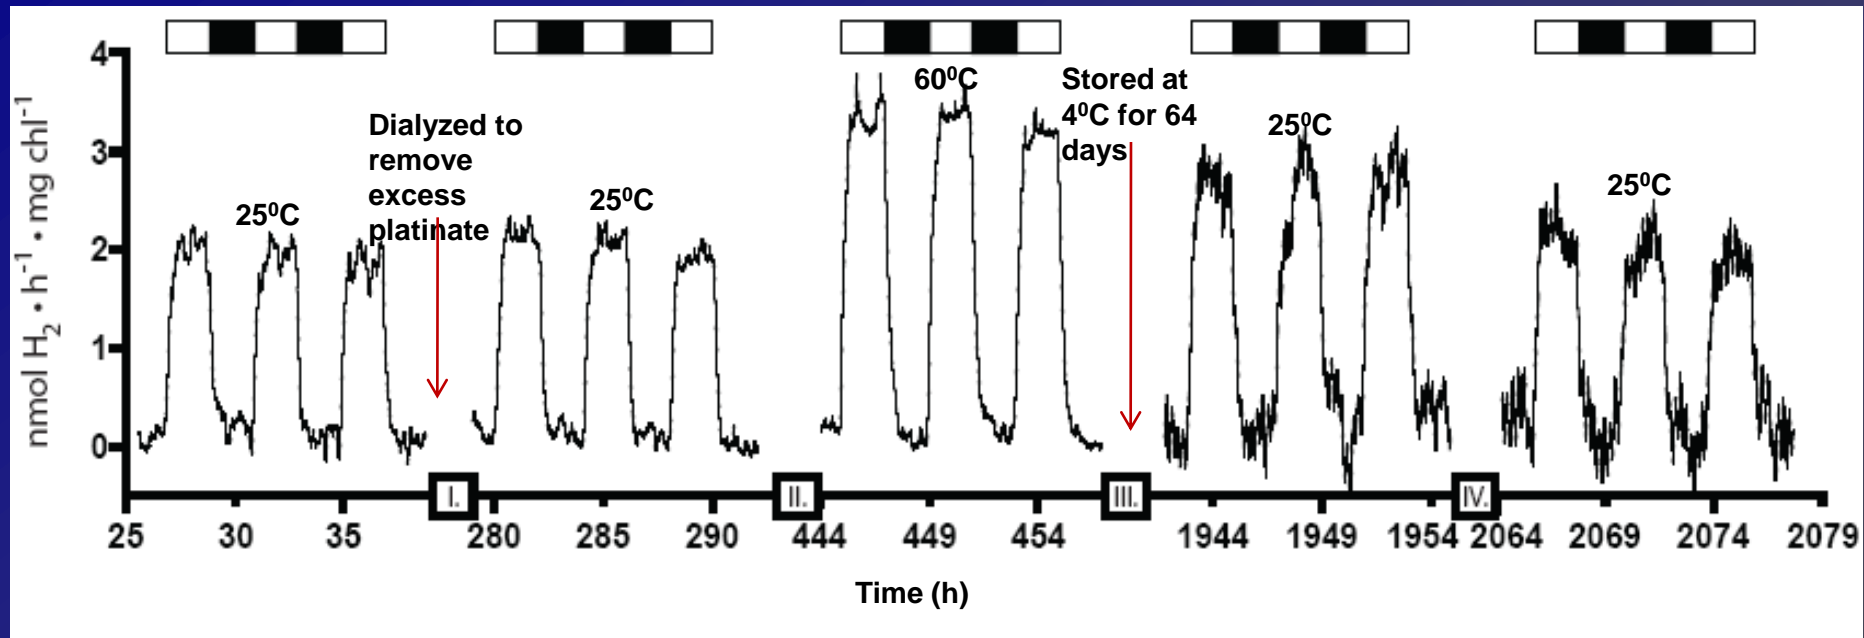 4
3
2
1
0
nmol H₂ • h⁻¹ • mg chl⁻¹
25⁰C
Dialyzed to
remove
excess
platinate
25⁰C
60⁰C
Stored at
4⁰C for 64
days
25⁰C
25⁰C
I.
II.
III.
IV.
25 30 35 280 285 290 444 449 454 1944 1949 1954 2064 2069 2074 2079
Time (h)